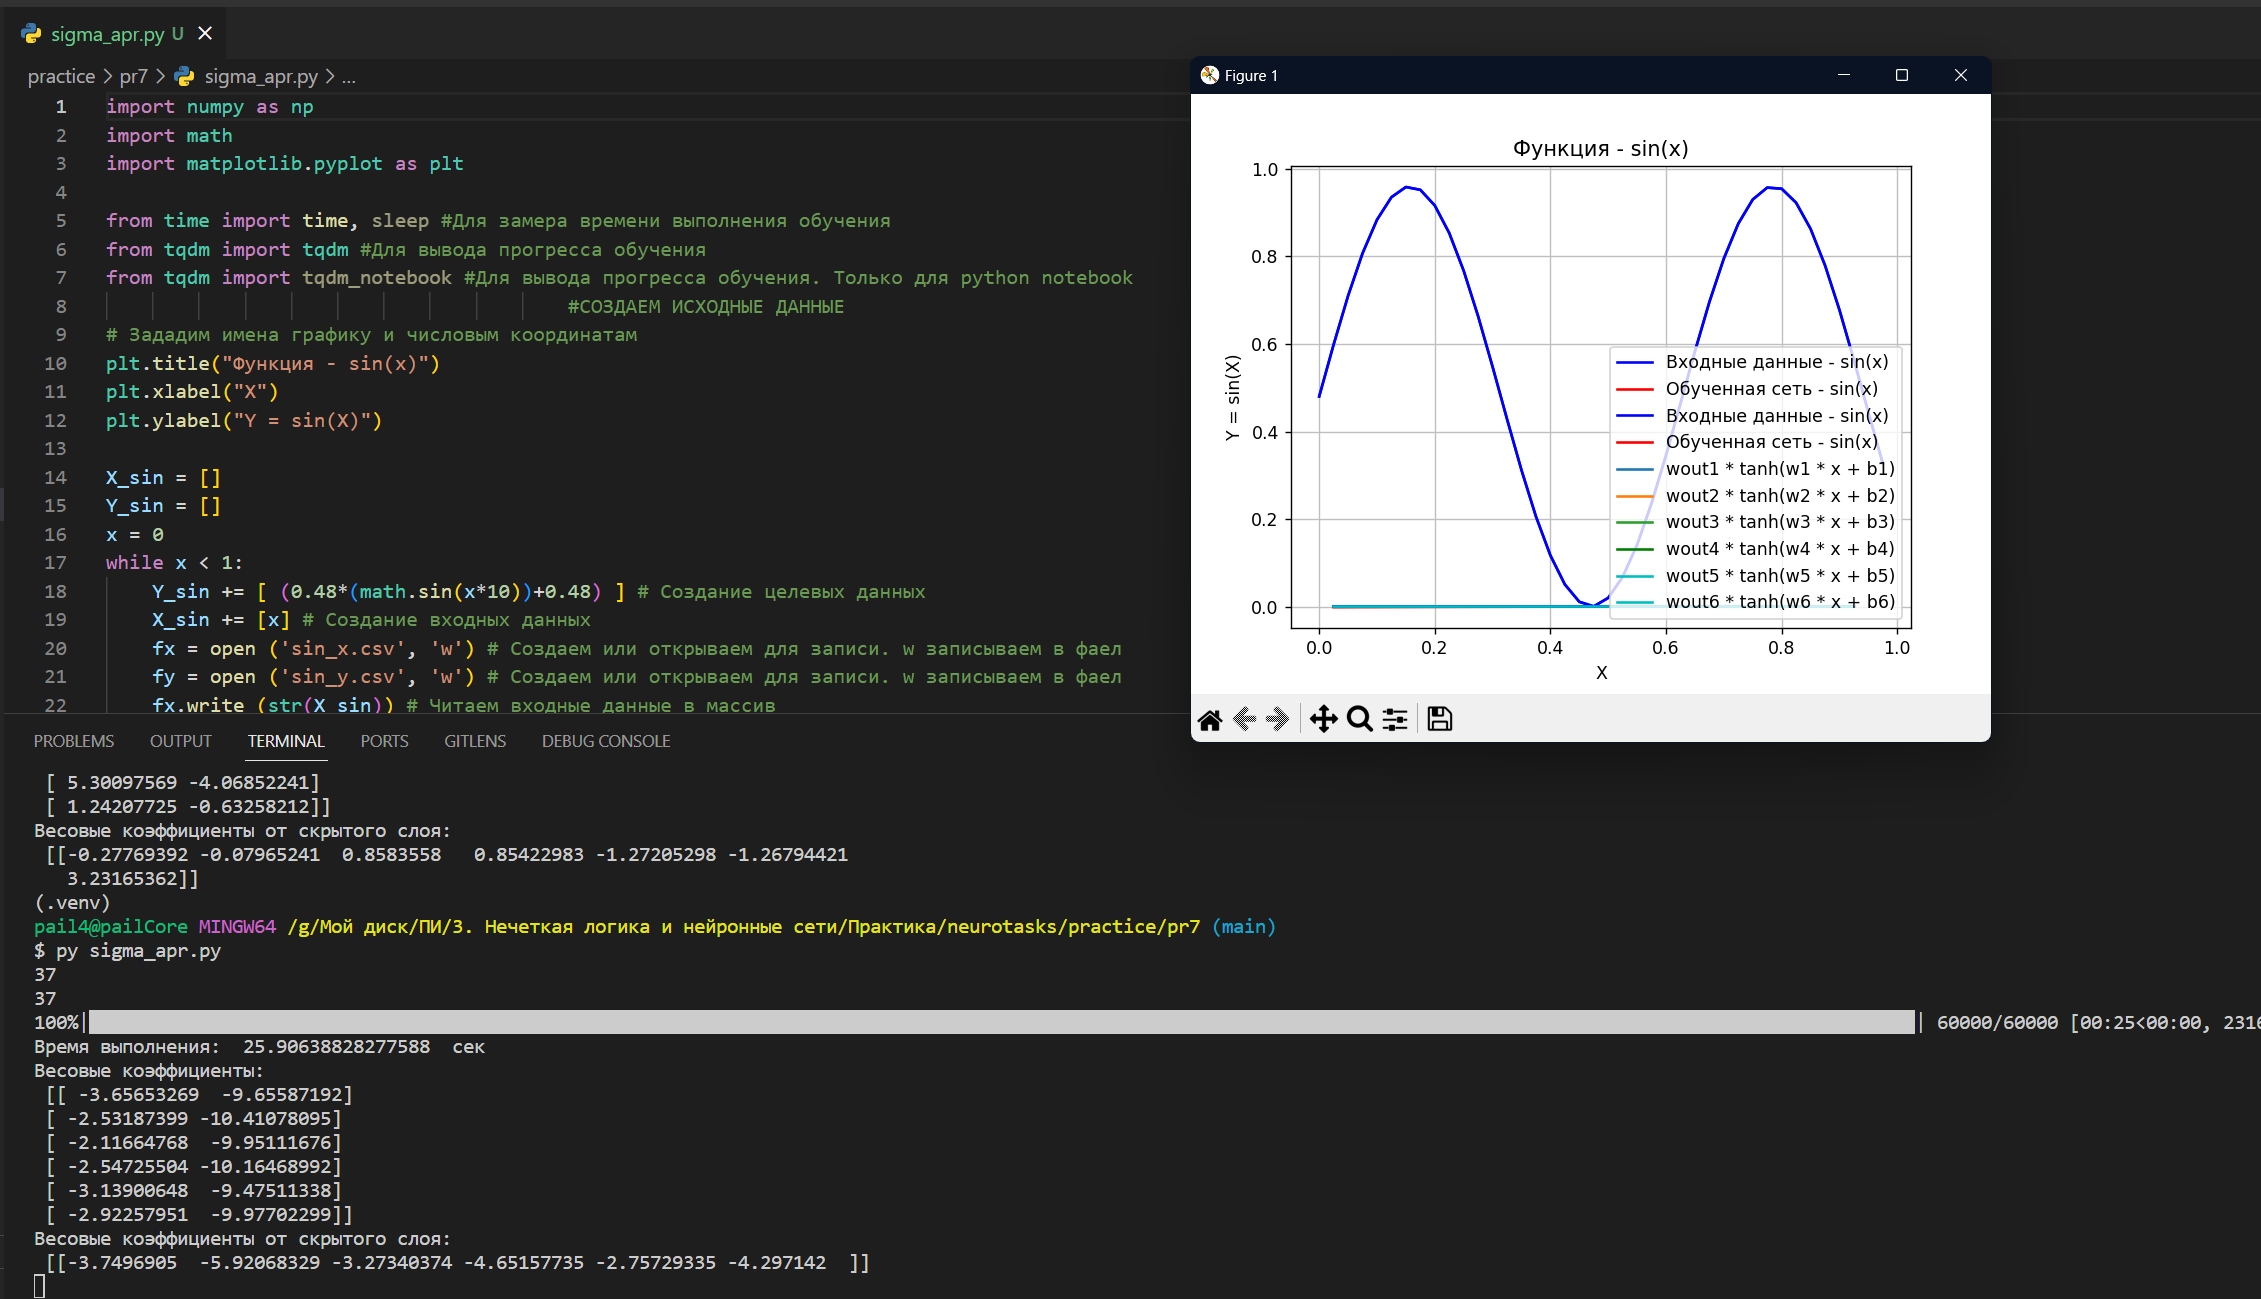 sigma_apr.py U
practice > pr7 > sigma_apr.py > ...
1 import numpy as np
2 import math
3 import matplotlib.pyplot as plt
4
5 from time import time, sleep #Для замера времени выполнения обучения
6 from tqdm import tqdm #Для вывода прогресса обучения
7 from tqdm import tqdm_notebook #Для вывода прогресса обучения. Только для python notebook
8 #СОЗДАЕМ ИСХОДНЫЕ ДАННЫЕ
9 # Зададим имена графику и числовым координатам
10 plt.title("Функция - sin(x)")
11 plt.xlabel("X")
12 plt.ylabel("Y = sin(X)")
13
14 X_sin = []
15 Y_sin = []
16 x = 0
17 while x < 1:
18 Y_sin += [ (0.48*(math.sin(x*10))+0.48) ] # Создание целевых данных
19 X_sin += [x] # Создание входных данных
20 fx = open ('sin_x.csv', 'w') # Создаем или открываем для записи. w записываем в фаел
21 fy = open ('sin_y.csv', 'w') # Создаем или открываем для записи. w записываем в фаел
22 fx.write (str(X_sin)) # Читаем входные данные в массив
Figure 1
Функция - sin(x)
1.0
0.8
0.6
0.4
0.2
0.0
Y = sin(X)
Входные данные - sin(x)
Обученная сеть - sin(x)
Входные данные - sin(x)
Обученная сеть - sin(x)
wout1 * tanh(w1 * x + b1)
wout2 * tanh(w2 * x + b2)
wout3 * tanh(w3 * x + b3)
wout4 * tanh(w4 * x + b4)
wout5 * tanh(w5 * x + b5)
wout6 * tanh(w6 * x + b6)
0.0 0.2 0.4 0.6 0.8 1.0
X
PROBLEMS OUTPUT TERMINAL PORTS GITLENS DEBUG CONSOLE
[ 5.30097569 -4.06852241]
[ 1.24207725 -0.63258212]]
Весовые коэффициенты от скрытого слоя:
[[-0.27769392 -0.07965241 0.8583558 0.85422983 -1.27205298 -1.26794421
3.23165362]]
(.venv)
pail4@pailCore MINGW64 /g/Мой диск/ПИ/3. Нечеткая логика и нейронные сети/Практика/neurotasks/practice/pr7 (main)
$ py sigma_apr.py
37
37
100%| | 60000/60000 [00:25<00:00, 2316
Время выполнения: 25.90638828277588 сек
Весовые коэффициенты:
[[ -3.65653269 -9.65587192]
[ -2.53187399 -10.41078095]
[ -2.11664768 -9.95111676]
[ -2.54725504 -10.16468992]
[ -3.13900648 -9.47511338]
[ -2.92257951 -9.97702299]]
Весовые коэффициенты от скрытого слоя:
[[-3.7496905 -5.92068329 -3.27340374 -4.65157735 -2.75729335 -4.297142 ]]